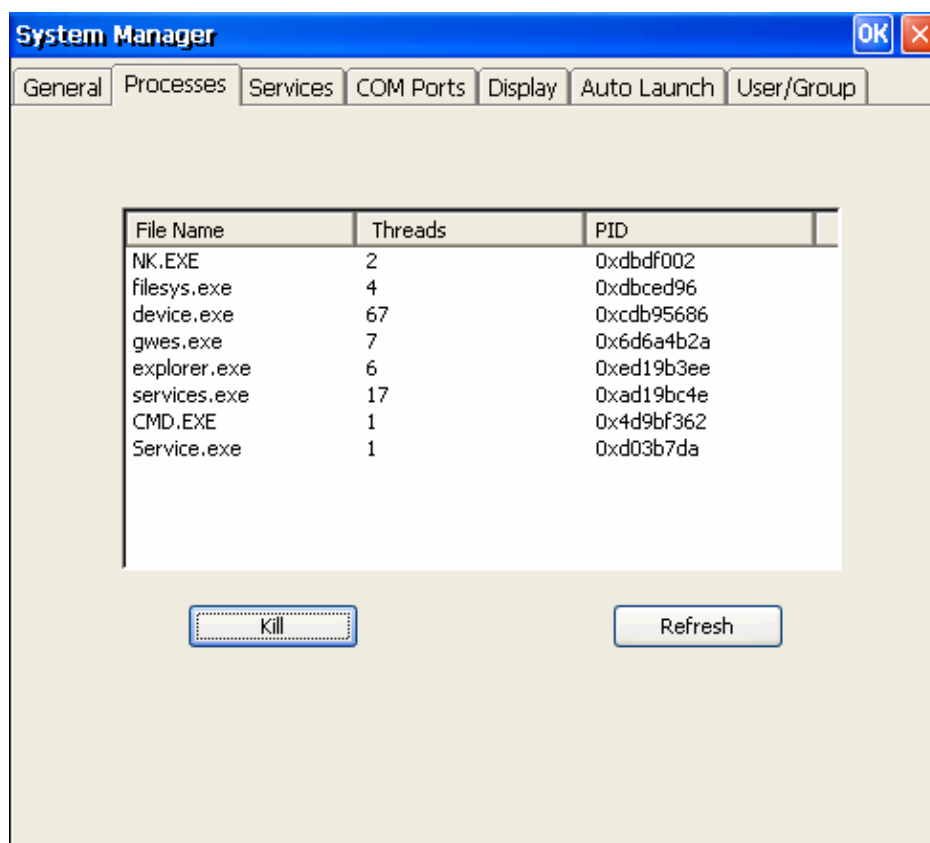 System Manager OK
General Processes Services COM Ports Display Auto Launch User/Group
File Name Threads PID
NK.EXE 2 0xdbdf002
filesys.exe 4 0xdbced96
device.exe 67 0xcdb95686
gwes.exe 7 0x6d6a4b2a
explorer.exe 6 0xed19b3ee
services.exe 17 0xad19bc4e
CMD.EXE 1 0x4d9bf362
Service.exe 1 0xd03b7da
Kill Refresh